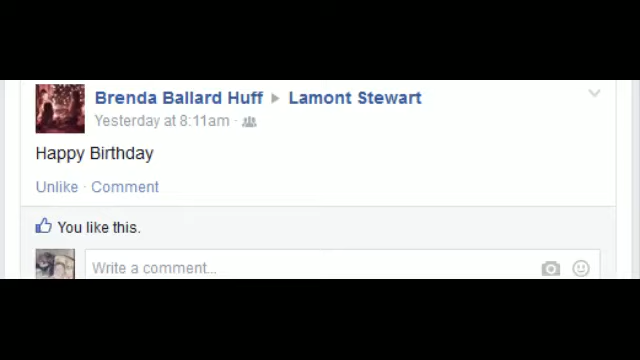 Brenda Ballard Huff ▸ Lamont Stewart
Yesterday at 8:11am ·
Happy Birthday
Unlike · Comment
You like this.
Write a comment...